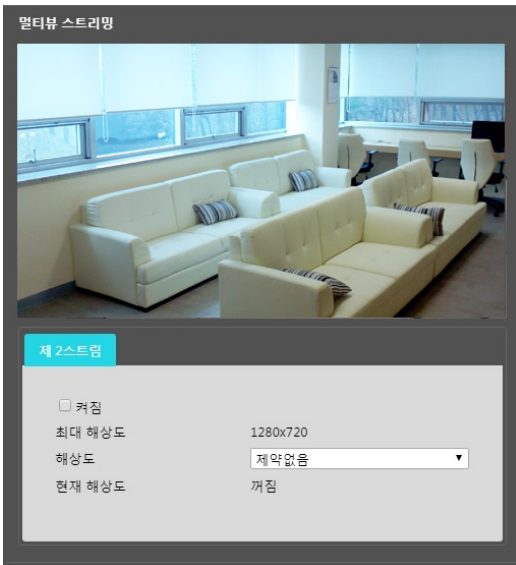 멀티뷰 스트리밍
제 2스트림
켜짐
최대 해상도 1280x720
해상도 제약없음
현재 해상도 꺼짐